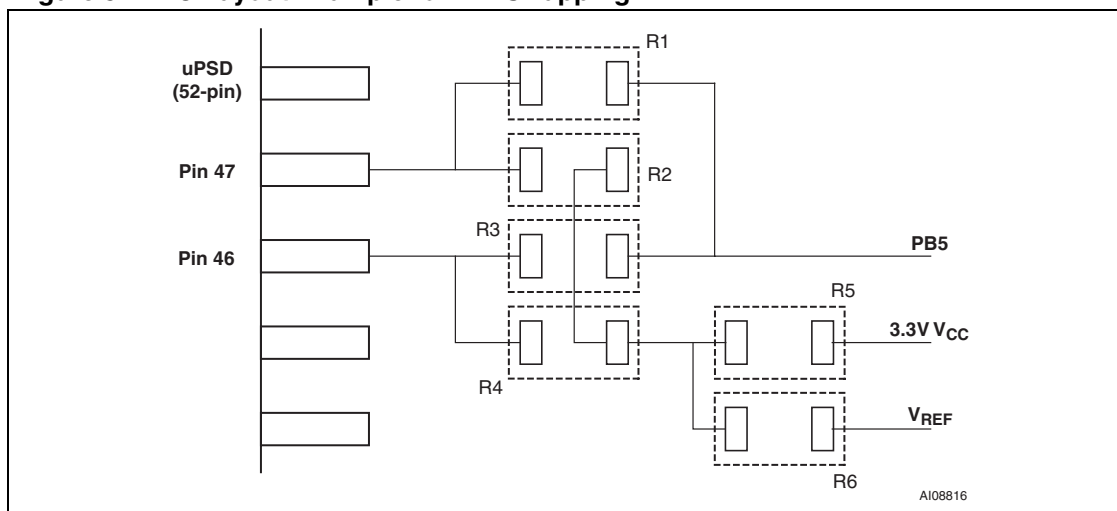 R1
uPSD
(52-pin)
Pin 47
R2
R3
Pin 46
PB5
R5
3.3V VCC
R4
VREF
R6
AI08816